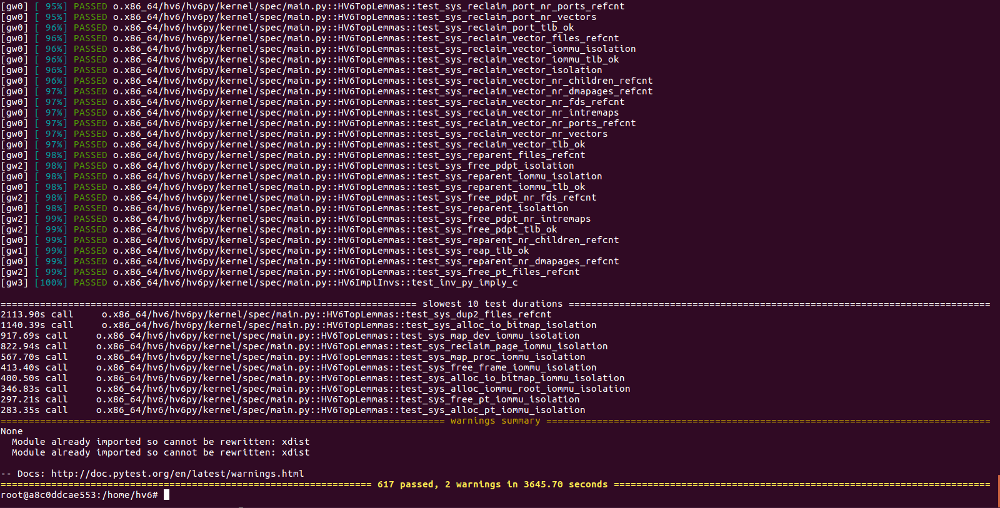 [gw0] [ 95%] PASSED o.x86_64/hv6/hv6py/kernel/spec/main.py::HV6TopLemmas::test_sys_reclaim_port_nr_ports_refcnt
[gw0] [ 95%] PASSED o.x86_64/hv6/hv6py/kernel/spec/main.py::HV6TopLemmas::test_sys_reclaim_port_nr_vectors
[gw0] [ 96%] PASSED o.x86_64/hv6/hv6py/kernel/spec/main.py::HV6TopLemmas::test_sys_reclaim_port_tlb_ok
[gw0] [ 96%] PASSED o.x86_64/hv6/hv6py/kernel/spec/main.py::HV6TopLemmas::test_sys_reclaim_vector_files_refcnt
[gw0] [ 96%] PASSED o.x86_64/hv6/hv6py/kernel/spec/main.py::HV6TopLemmas::test_sys_reclaim_vector_iommu_isolation
[gw0] [ 96%] PASSED o.x86_64/hv6/hv6py/kernel/spec/main.py::HV6TopLemmas::test_sys_reclaim_vector_iommu_tlb_ok
[gw0] [ 96%] PASSED o.x86_64/hv6/hv6py/kernel/spec/main.py::HV6TopLemmas::test_sys_reclaim_vector_isolation
[gw0] [ 96%] PASSED o.x86_64/hv6/hv6py/kernel/spec/main.py::HV6TopLemmas::test_sys_reclaim_vector_nr_children_refcnt
[gw0] [ 97%] PASSED o.x86_64/hv6/hv6py/kernel/spec/main.py::HV6TopLemmas::test_sys_reclaim_vector_nr_dmapages_refcnt
[gw0] [ 97%] PASSED o.x86_64/hv6/hv6py/kernel/spec/main.py::HV6TopLemmas::test_sys_reclaim_vector_nr_fds_refcnt
[gw0] [ 97%] PASSED o.x86_64/hv6/hv6py/kernel/spec/main.py::HV6TopLemmas::test_sys_reclaim_vector_nr_intremaps
[gw0] [ 97%] PASSED o.x86_64/hv6/hv6py/kernel/spec/main.py::HV6TopLemmas::test_sys_reclaim_vector_nr_ports_refcnt
[gw0] [ 97%] PASSED o.x86_64/hv6/hv6py/kernel/spec/main.py::HV6TopLemmas::test_sys_reclaim_vector_nr_vectors
[gw0] [ 97%] PASSED o.x86_64/hv6/hv6py/kernel/spec/main.py::HV6TopLemmas::test_sys_reclaim_vector_tlb_ok
[gw0] [ 98%] PASSED o.x86_64/hv6/hv6py/kernel/spec/main.py::HV6TopLemmas::test_sys_reparent_files_refcnt
[gw2] [ 98%] PASSED o.x86_64/hv6/hv6py/kernel/spec/main.py::HV6TopLemmas::test_sys_free_pdpt_isolation
[gw0] [ 98%] PASSED o.x86_64/hv6/hv6py/kernel/spec/main.py::HV6TopLemmas::test_sys_reparent_iommu_isolation
[gw0] [ 98%] PASSED o.x86_64/hv6/hv6py/kernel/spec/main.py::HV6TopLemmas::test_sys_reparent_iommu_tlb_ok
[gw2] [ 98%] PASSED o.x86_64/hv6/hv6py/kernel/spec/main.py::HV6TopLemmas::test_sys_free_pdpt_nr_fds_refcnt
[gw0] [ 98%] PASSED o.x86_64/hv6/hv6py/kernel/spec/main.py::HV6TopLemmas::test_sys_reparent_isolation
[gw2] [ 99%] PASSED o.x86_64/hv6/hv6py/kernel/spec/main.py::HV6TopLemmas::test_sys_free_pdpt_nr_intremaps
[gw2] [ 99%] PASSED o.x86_64/hv6/hv6py/kernel/spec/main.py::HV6TopLemmas::test_sys_free_pdpt_tlb_ok
[gw0] [ 99%] PASSED o.x86_64/hv6/hv6py/kernel/spec/main.py::HV6TopLemmas::test_sys_reparent_nr_children_refcnt
[gw1] [ 99%] PASSED o.x86_64/hv6/hv6py/kernel/spec/main.py::HV6TopLemmas::test_sys_reap_tlb_ok
[gw0] [ 99%] PASSED o.x86_64/hv6/hv6py/kernel/spec/main.py::HV6TopLemmas::test_sys_reparent_nr_dmapages_refcnt
[gw2] [ 99%] PASSED o.x86_64/hv6/hv6py/kernel/spec/main.py::HV6TopLemmas::test_sys_free_pt_files_refcnt
[gw3] [100%] PASSED o.x86_64/hv6/hv6py/kernel/spec/main.py::HV6ImplInvs::test_inv_py_imply_c
========================================================================== slowest 10 test durations ===========================================================================
2113.90s call     o.x86_64/hv6/hv6py/kernel/spec/main.py::HV6TopLemmas::test_sys_dup2_files_refcnt
1140.39s call     o.x86_64/hv6/hv6py/kernel/spec/main.py::HV6TopLemmas::test_sys_alloc_io_bitmap_isolation
917.69s call     o.x86_64/hv6/hv6py/kernel/spec/main.py::HV6TopLemmas::test_sys_map_dev_iommu_isolation
822.94s call     o.x86_64/hv6/hv6py/kernel/spec/main.py::HV6TopLemmas::test_sys_reclaim_page_iommu_isolation
567.70s call     o.x86_64/hv6/hv6py/kernel/spec/main.py::HV6TopLemmas::test_sys_map_proc_iommu_isolation
413.40s call     o.x86_64/hv6/hv6py/kernel/spec/main.py::HV6TopLemmas::test_sys_free_frame_iommu_isolation
400.50s call     o.x86_64/hv6/hv6py/kernel/spec/main.py::HV6TopLemmas::test_sys_alloc_io_bitmap_iommu_isolation
346.83s call     o.x86_64/hv6/hv6py/kernel/spec/main.py::HV6TopLemmas::test_sys_alloc_iommu_root_iommu_isolation
297.21s call     o.x86_64/hv6/hv6py/kernel/spec/main.py::HV6TopLemmas::test_sys_free_pt_iommu_isolation
283.35s call     o.x86_64/hv6/hv6py/kernel/spec/main.py::HV6TopLemmas::test_sys_alloc_pt_iommu_isolation
=============================================================================== warnings summary ===============================================================================
None
  Module already imported so cannot be rewritten: xdist
  Module already imported so cannot be rewritten: xdist
-- Docs: http://doc.pytest.org/en/latest/warnings.html
================================================================== 617 passed, 2 warnings in 3645.70 seconds ===================================================================
root@a8c0ddcae553:/home/hv6#